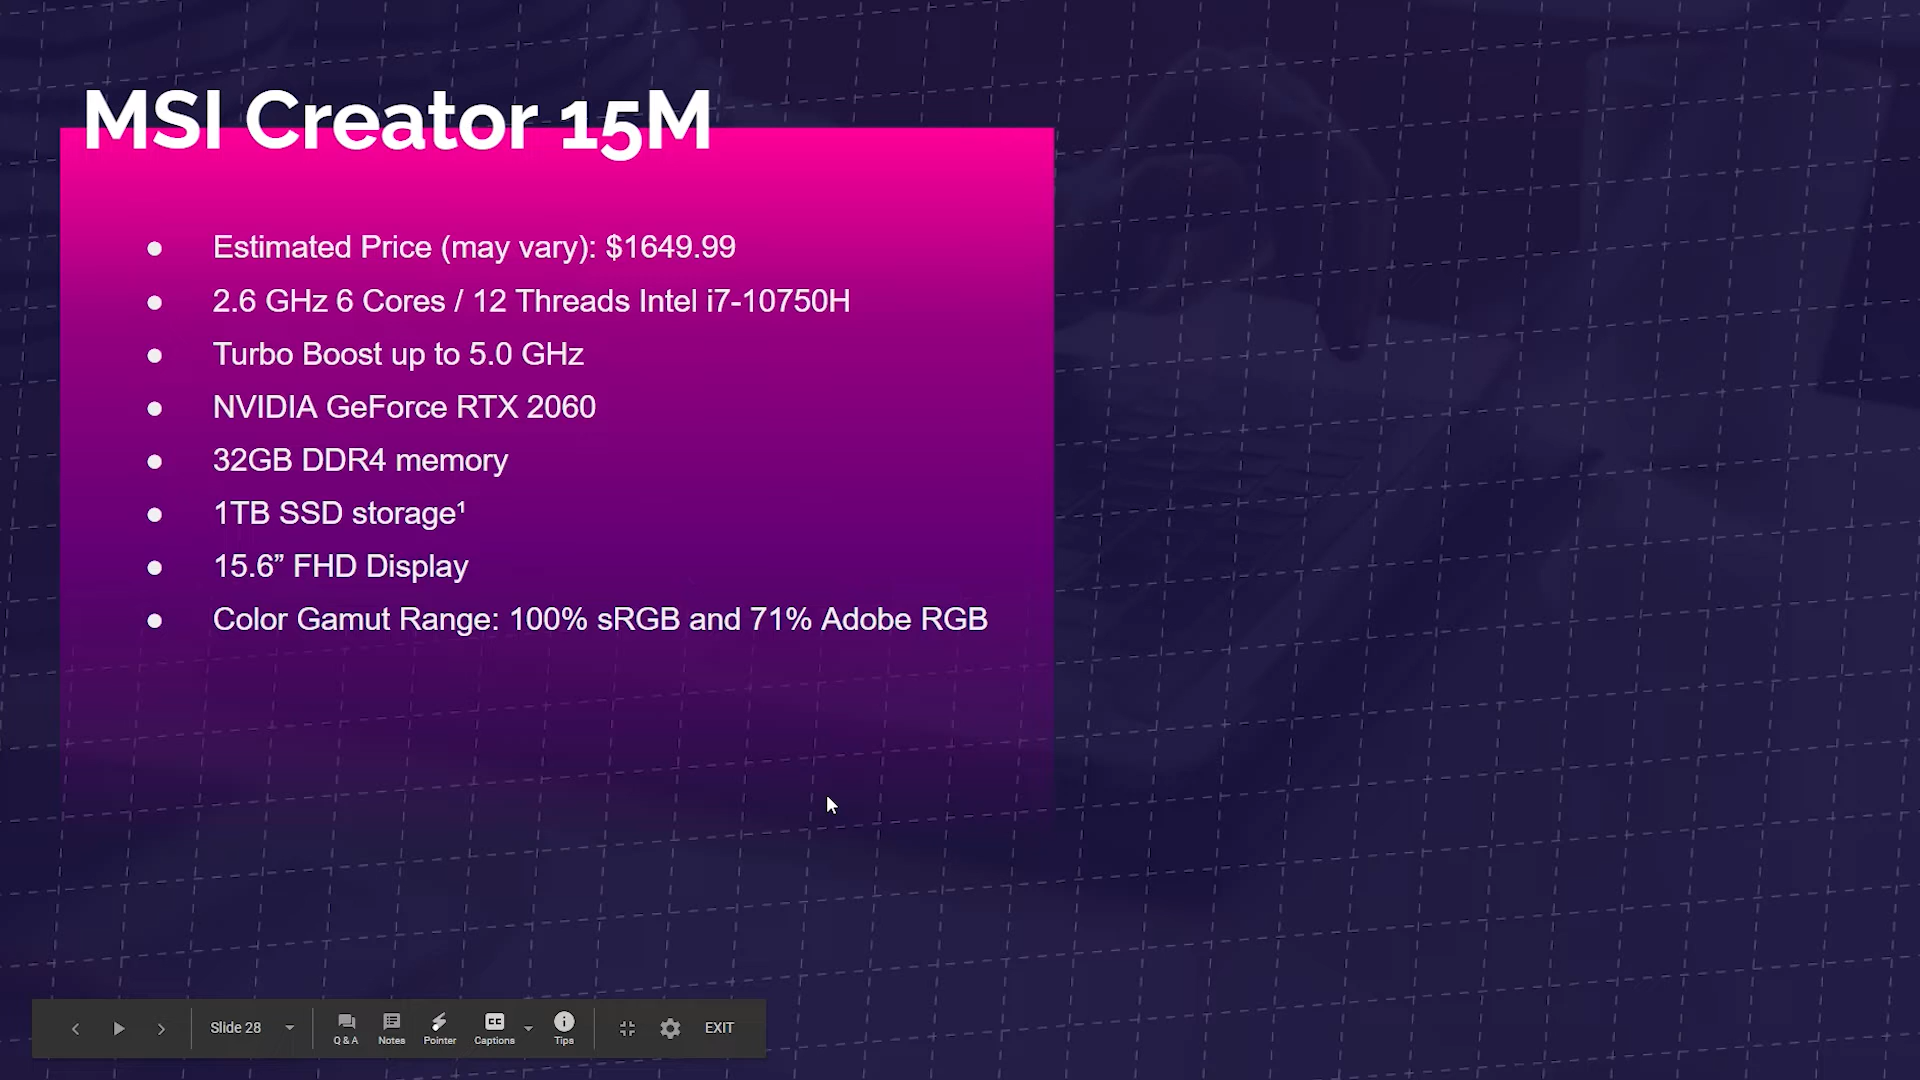 MSI Creator 15M
● Estimated Price (may vary): $1649.99
● 2.6 GHz 6 Cores / 12 Threads Intel i7-10750H
● Turbo Boost up to 5.0 GHz
● NVIDIA GeForce RTX 2060
● 32GB DDR4 memory
● 1TB SSD storage¹
● 15.6” FHD Display
● Color Gamut Range: 100% sRGB and 71% Adobe RGB
Slide 28 Q & A Notes Pointer CC Captions Tips EXIT